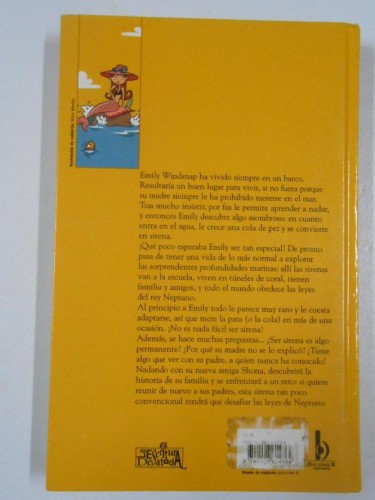 Emily Windsnap ha vivido siempre en un barco.
Resultaría un buen lugar para vivir, si no fuera porque
su madre siempre le ha prohibido meterse en el mar.
Tras mucho insistir, por fin le permite aprender a nadar,
y entonces Emily descubre algo asombroso: en cuanto
entra en el agua, le crece una cola de pez y se convierte
en sirena.
¡Qué poco esperaba Emily ser tan especial! De pronto
pasa de tener una vida de lo más normal a explorar
las sorprendentes profundidades marinas: allí las sirenas
van a la escuela, viven en túneles de coral, tienen
familia y amigos, y todo el mundo obedece las leyes
del rey Neptuno.
Al principio a Emily todo le parece muy raro y le cuesta
adaptarse, así que mete la pata (o la cola) en más de una
ocasión. ¡No es nada fácil ser sirena!
Además, se hace muchas preguntas... ¿Ser sirena es algo
permanente? ¿Por qué su madre no se lo explicó? ¿Tiene
algo que ver con su padre, a quien nunca ha conocido?
Nadando con su nueva amiga Shona, descubrirá la
historia de su familia y se enfrentará a un reto: si quiere
reunir de nuevo a sus padres, esta sirena tan poco
convencional tendrá que desafiar las leyes de Neptuno.
La Escritura
Desatada
b
Ediciones B